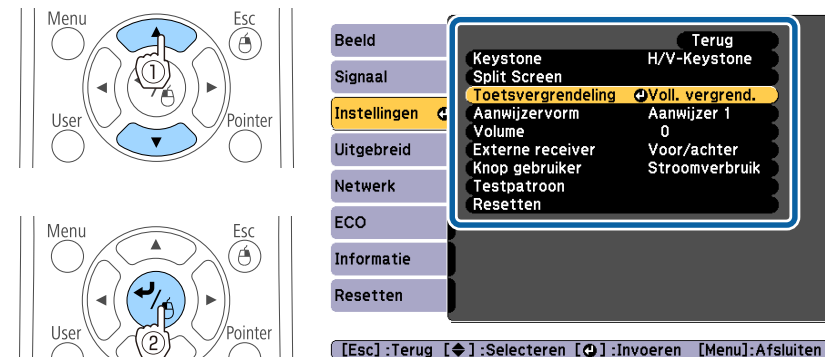 Menu
Esc
1
User
Pointer
Menu
Esc
User
Pointer
2
Beeld
Signaal
Instellingen
Uitgebreid
Netwerk
ECO
Informatie
Resetten
Terug
Keystone H/V-Keystone
Split Screen
Toetsvergrendeling Voll. vergrend.
Aanwijzervorm Aanwijzer 1
Volume 0
Externe receiver Voor/achter
Knop gebruiker Stroomverbruik
Testpatroon
Resetten
[Esc] :Terug [◆] :Selecteren [⏎] :Invoeren [Menu]:Afsluiten